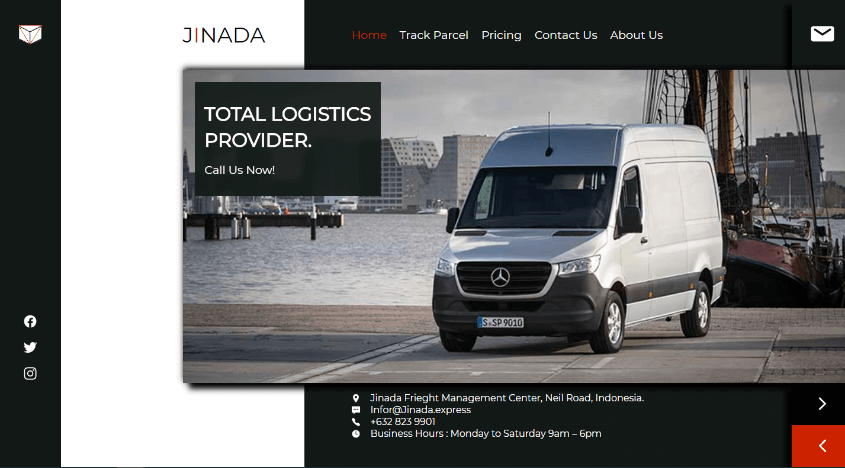 JINADA
Home Track Parcel Pricing Contact Us About Us
TOTAL LOGISTICS
PROVIDER.
Call Us Now!
S·SP 9010
Jinada Frieght Management Center, Neil Road, Indonesia.
Infor@Jinada.express
+632 823 9901
Business Hours : Monday to Saturday 9am – 6pm